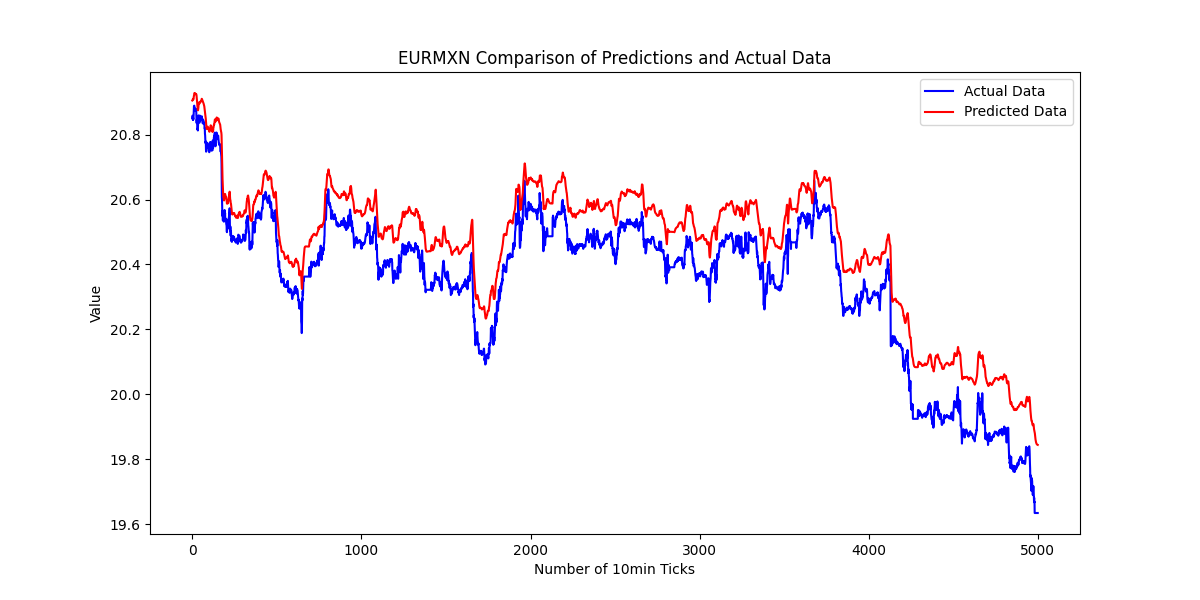 EURMXN Comparison of Predictions and Actual Data
Actual Data
Predicted Data
Value
20.8
20.6
20.4
20.2
20.0
19.8
19.6
0 1000 2000 3000 4000 5000
Number of 10min Ticks